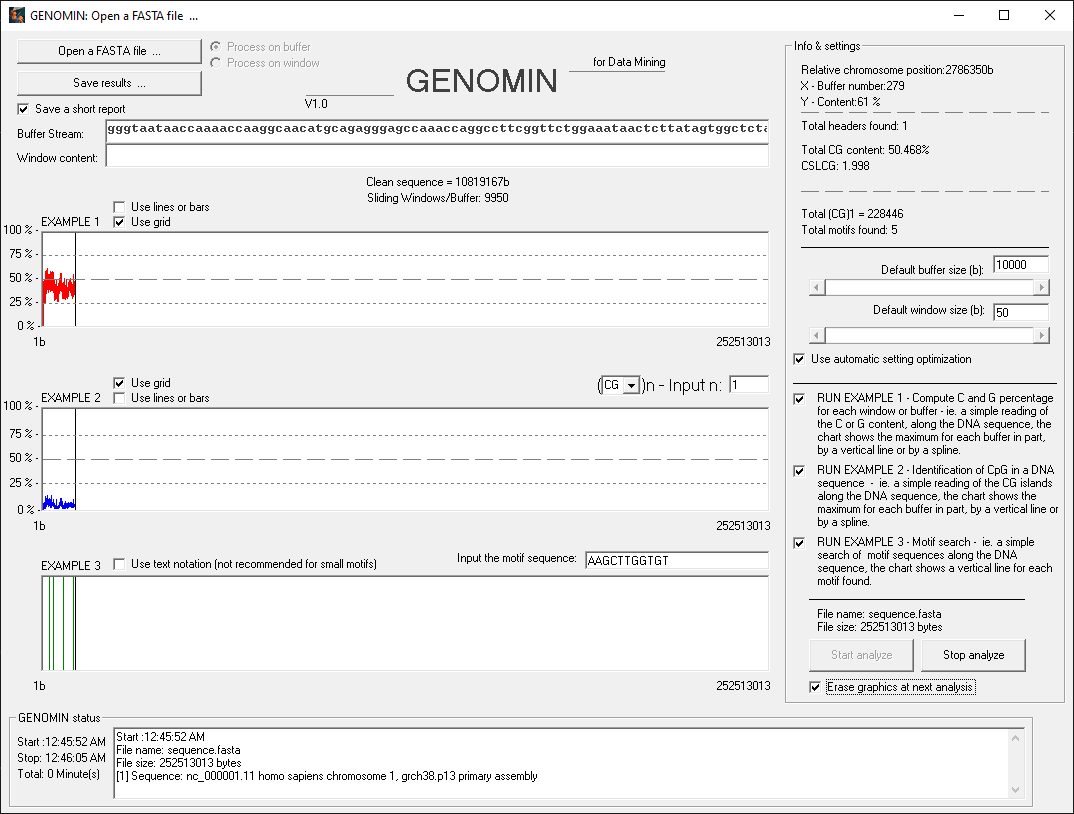 GENOMIN: Open a FASTA file ...
Open a FASTA file ...
Save results ...
Process on buffer
Process on window
Save a short report
V1.0
GENOMIN
for Data Mining
Buffer Stream:
gggtaataaccaaaaccaaggcaacatgcagagggagccaaaccaggccttcggttctggaaataactcttatagtggctcta
Window content:
Clean sequence = 10819167b
Sliding Windows/Buffer: 9950
Use lines or bars
EXAMPLE 1
Use grid
100 % -
75 % -
50 % -
25 % -
0 % -
1b
252513013
Use grid
EXAMPLE 2
Use lines or bars
(CG)n - Input n: 1
100 % -
75 % -
50 % -
25 % -
0 % -
1b
252513013
EXAMPLE 3
Use text notation (not recommended for small motifs)
Input the motif sequence: AAGCTTGGTGT
1b
252513013
Info & settings
Relative chromosome position:2786350b
X - Buffer number:279
Y - Content:61 %
Total headers found: 1
Total CG content: 50.468%
CSLCG: 1.998
Total (CG)1 = 228446
Total motifs found: 5
Default buffer size (b): 10000
Default window size (b): 50
Use automatic setting optimization
RUN EXAMPLE 1 - Compute C and G percentage
for each window or buffer - ie. a simple reading of
the C or G content, along the DNA sequence, the
chart shows the maximum for each buffer in part,
by a vertical line or by a spline.
RUN EXAMPLE 2 - Identification of CpG in a DNA
sequence - ie. a simple reading of the CG islands
along the DNA sequence, the chart shows the
maximum for each buffer in part, by a vertical line or
by a spline.
RUN EXAMPLE 3 - Motif search - ie. a simple
search of motif sequences along the DNA
sequence, the chart shows a vertical line for each
motif found.
File name: sequence.fasta
File size: 252513013 bytes
Start analyze
Stop analyze
Erase graphics at next analysis
GENOMIN status
Start :12:45:52 AM
Stop: 12:46:05 AM
Total: 0 Minute(s)
Start :12:45:52 AM
File name: sequence.fasta
File size: 252513013 bytes
[1] Sequence: nc_000001.11 homo sapiens chromosome 1, grch38.p13 primary assembly